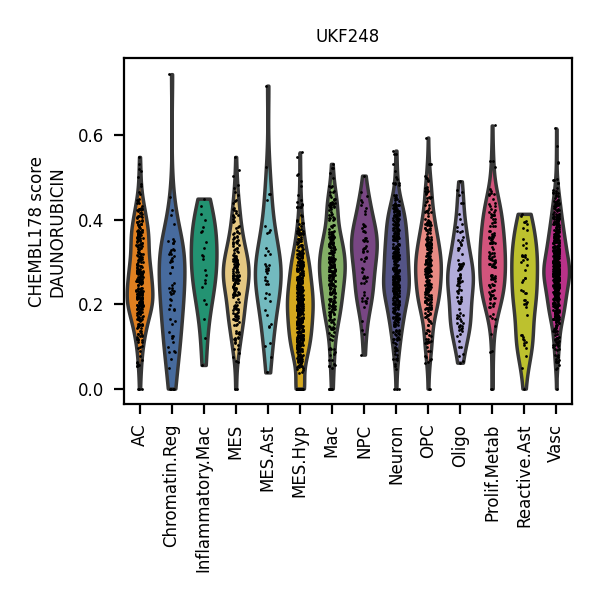 UKF248
CHEMBL178 score
DAUNORUBICIN
0.6
0.4
0.2
0.0
AC
Chromatin.Reg
Inflammatory.Mac
MES
MES.Ast
MES.Hyp
Mac
NPC
Neuron
OPC
Oligo
Prolif.Metab
Reactive.Ast
Vasc